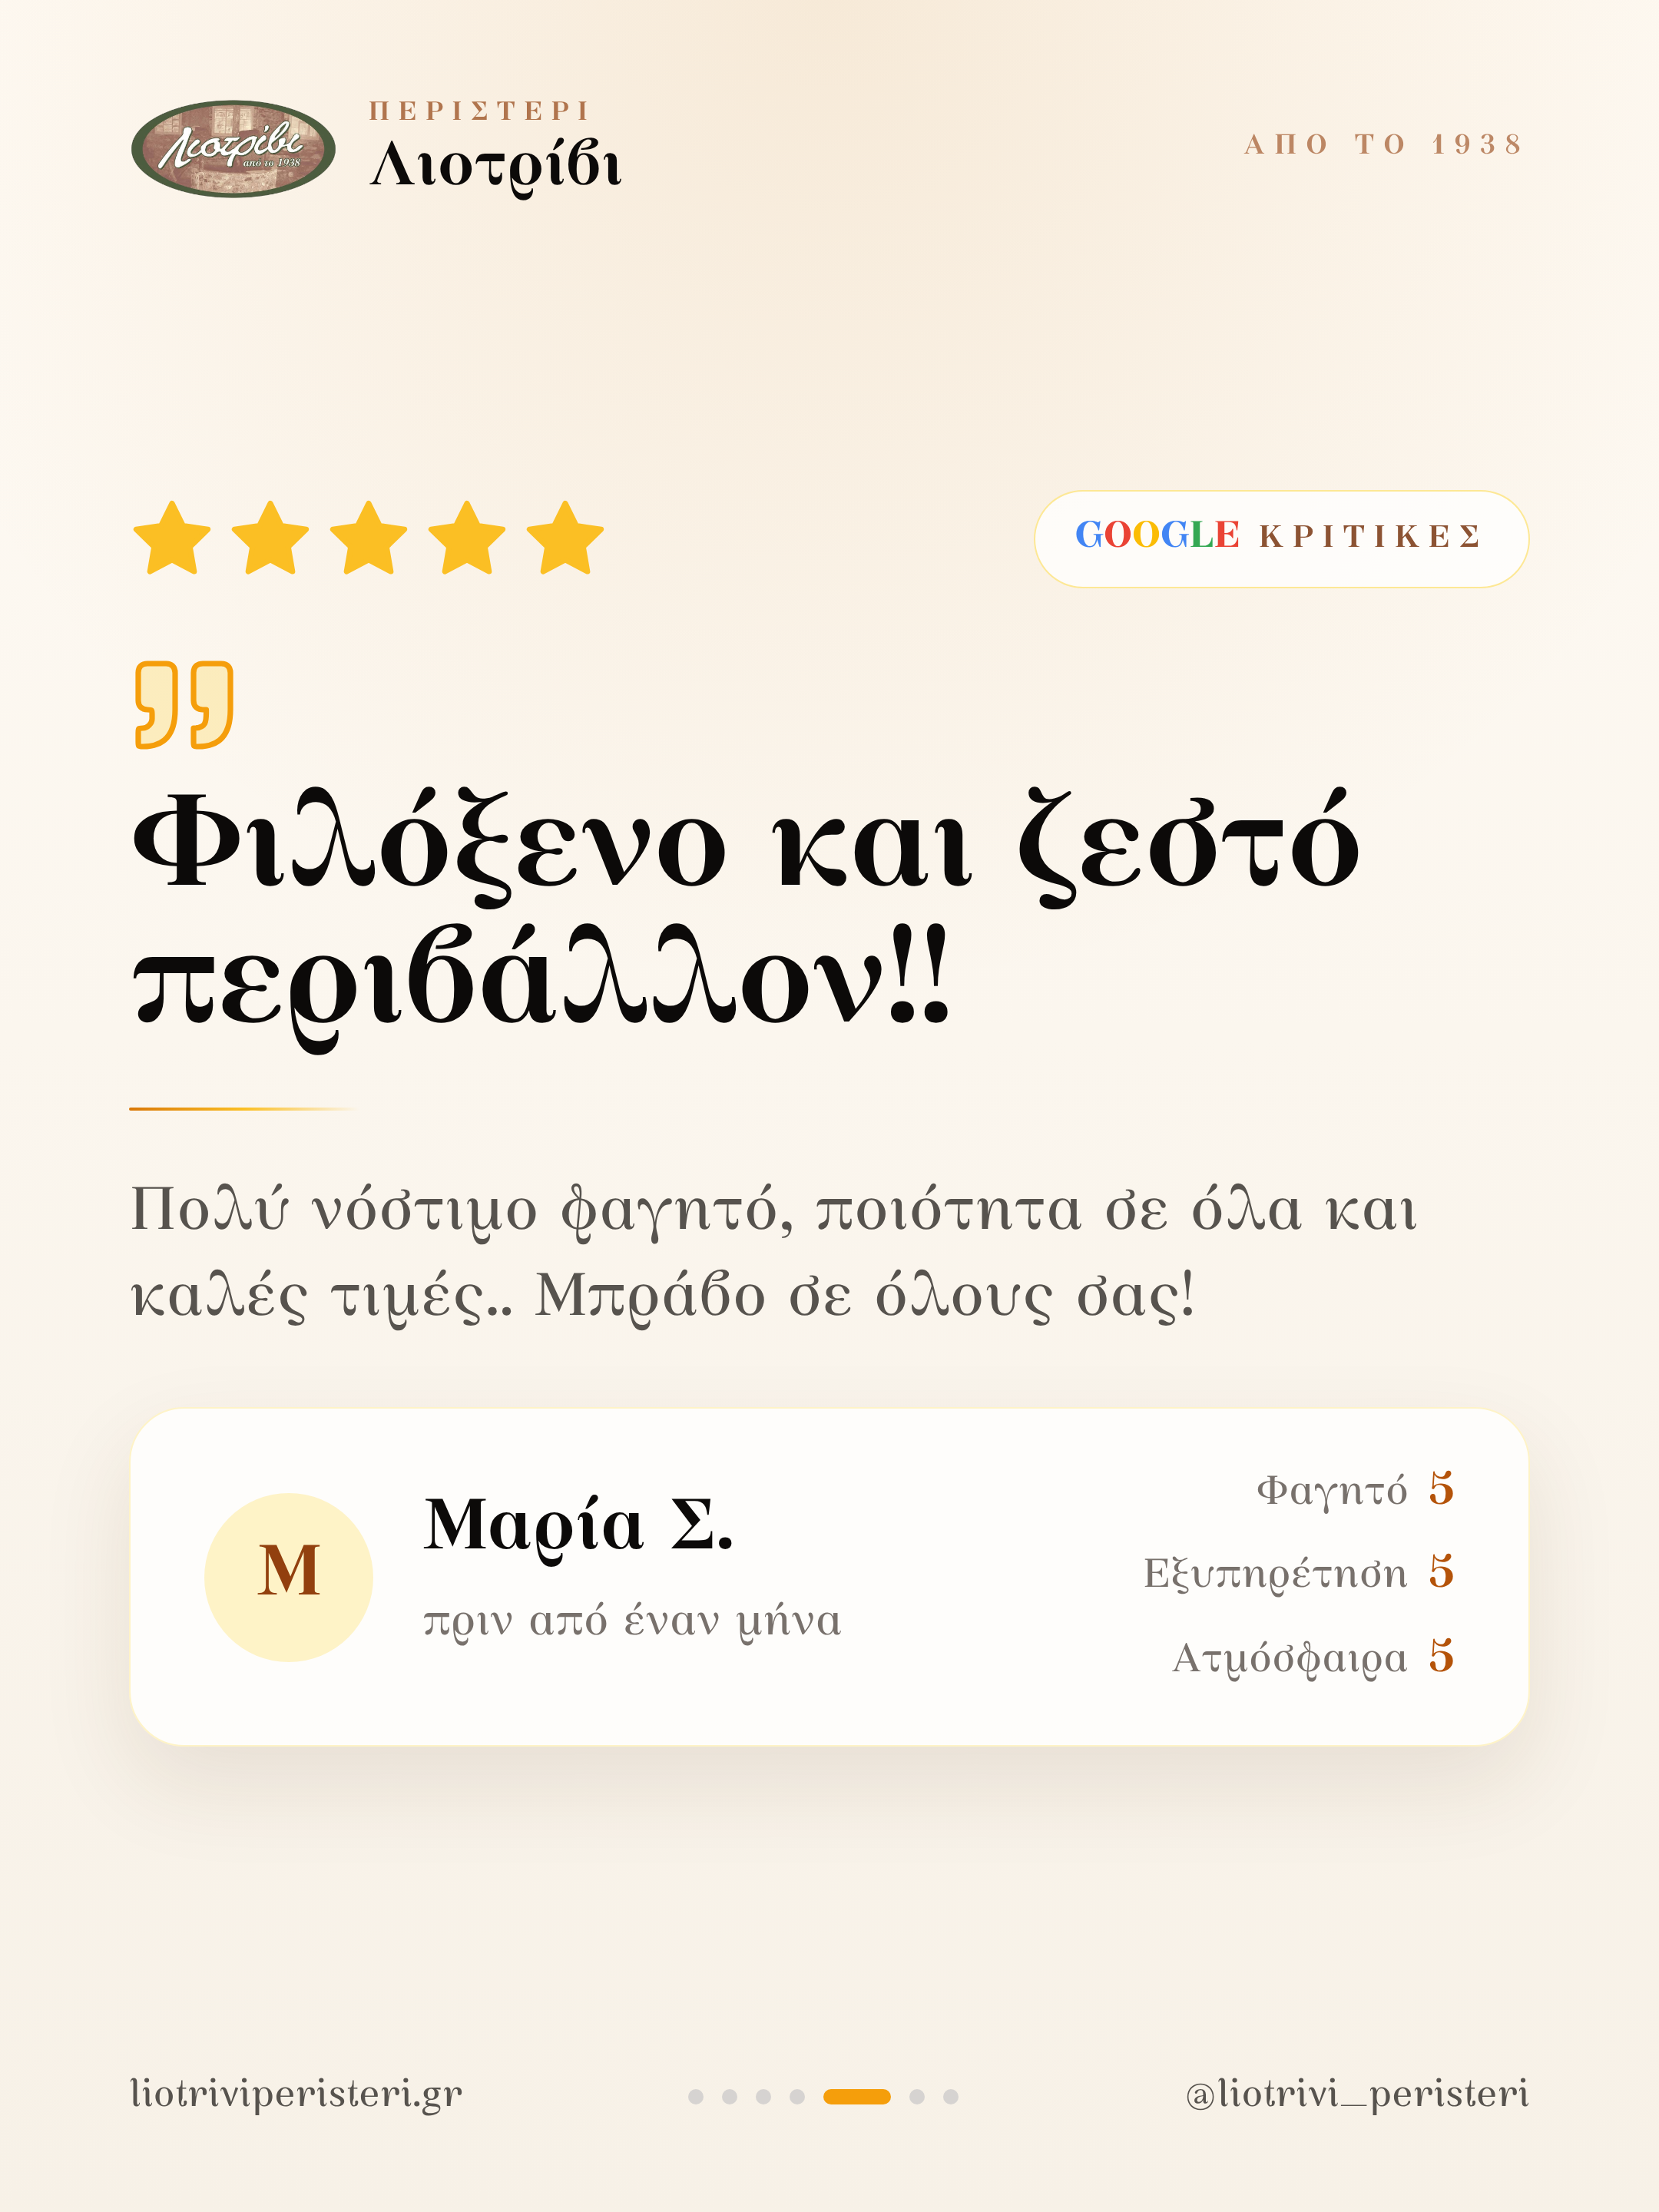 Λιοτρίβι
από το 1938
ΠΕΡΙΣΤΕΡΙ
Λιοτρίβι
ΑΠΟ ΤΟ 1938
GOOGLE ΚΡΙΤΙΚΕΣ
Φιλόξενο και ζεστό
περιβάλλον!!
Πολύ νόστιμο φαγητό, ποιότητα σε όλα και
καλές τιμές.. Μπράβο σε όλους σας!
Μ
Μαρία Σ.
πριν από έναν μήνα
Φαγητό 5
Εξυπηρέτηση 5
Ατμόσφαιρα 5
liotriviperisteri.gr
@liotrivi_peristeri